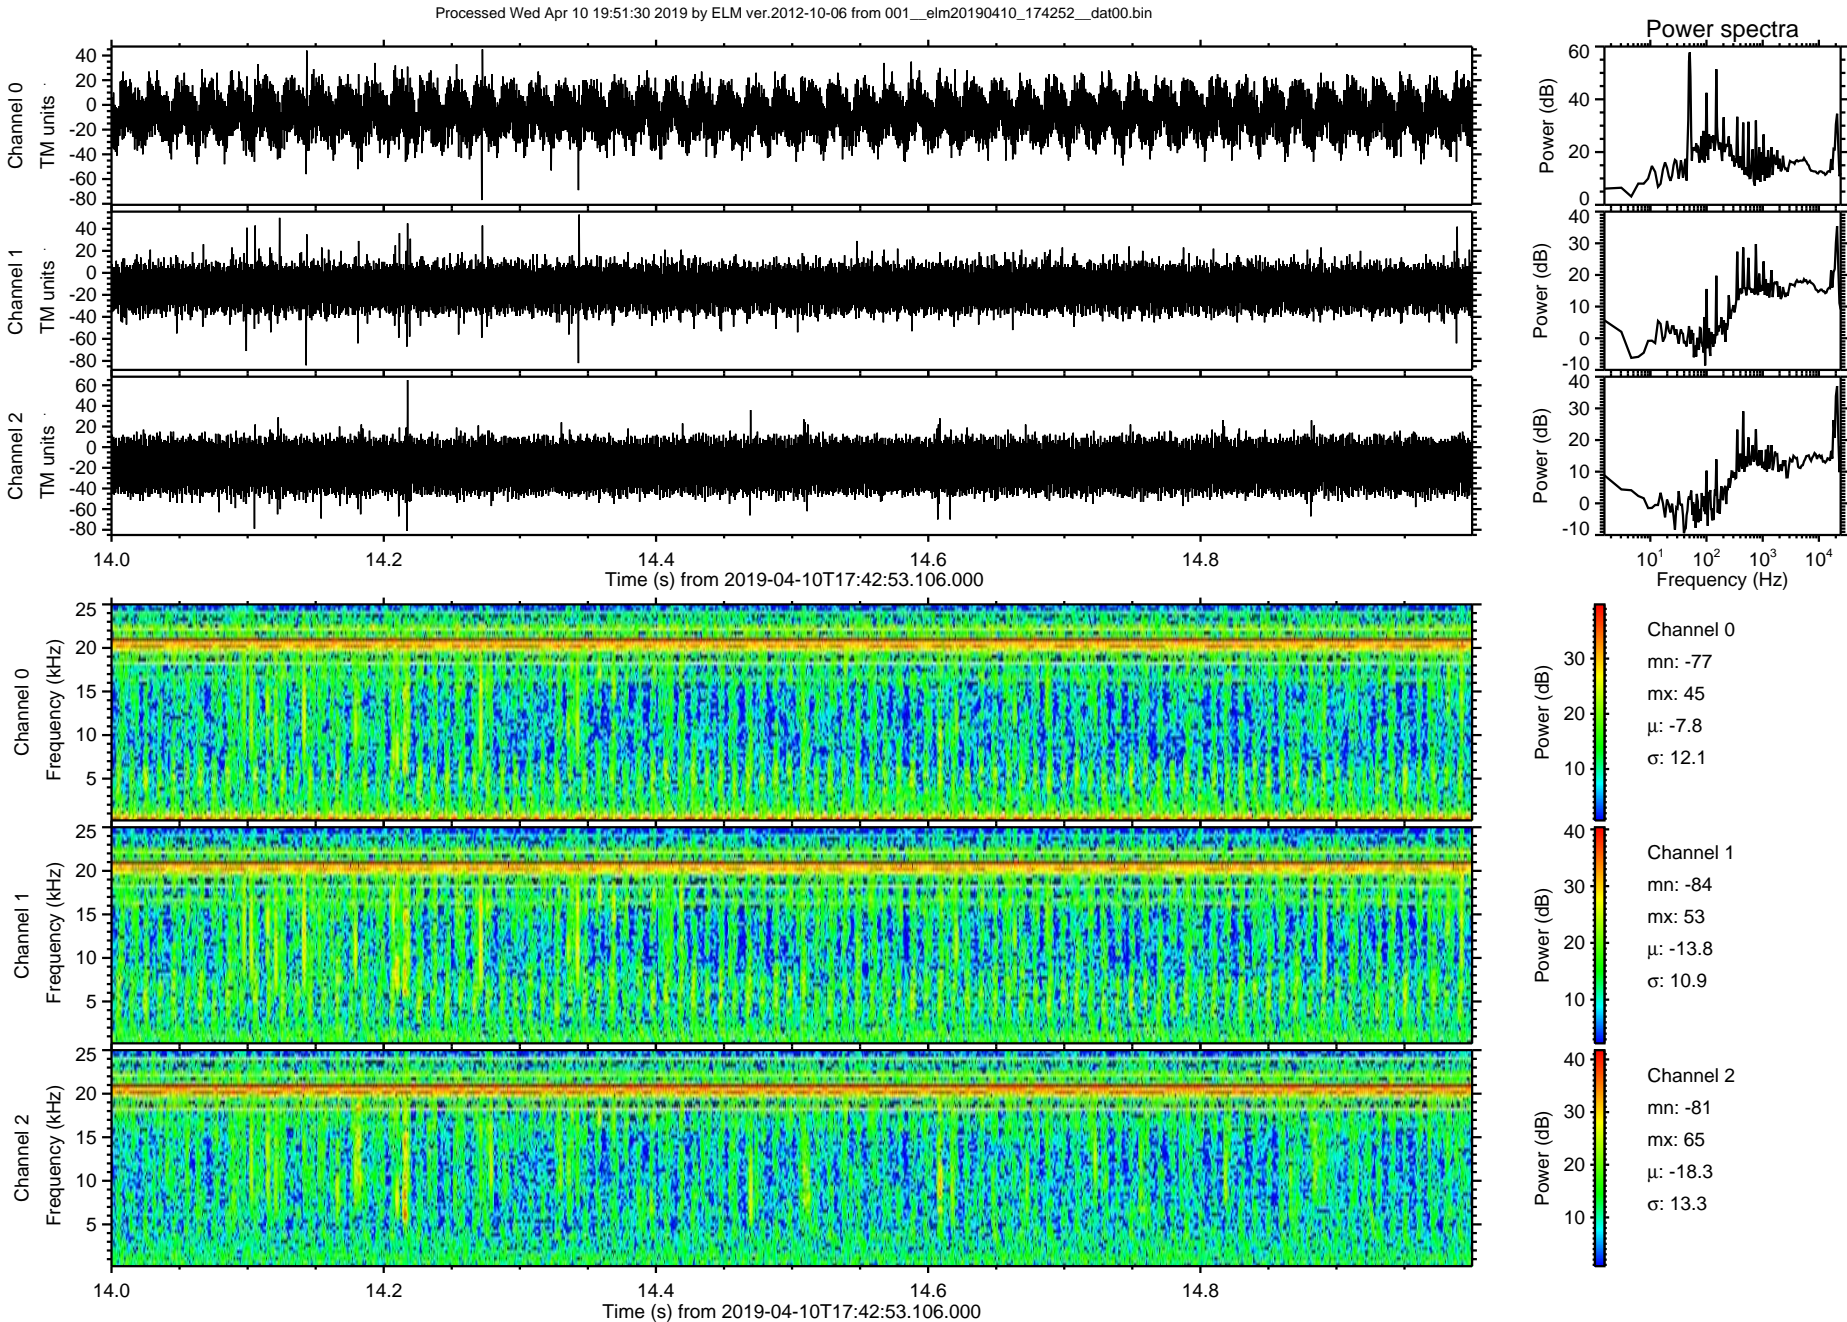 Processed Wed Apr 10 19:51:30 2019 by ELM ver.2012-10-06 from 001__elm20190410_174252__dat00.bin
Power spectra
Channel 0
TM units
40
20
0
-20
-40
-60
-80
Power (dB)
60
40
20
0
Channel 1
TM units
40
20
0
-20
-40
-60
-80
Power (dB)
40
30
20
10
0
-10
Channel 2
TM units
60
40
20
0
-20
-40
-60
-80
Power (dB)
40
30
20
10
0
-10
14.0 14.2 14.4 14.6 14.8
Time (s) from 2019-04-10T17:42:53.106.000
10^1 10^2 10^3 10^4
Frequency (Hz)
Channel 0
Frequency (kHz)
25
20
15
10
5
Power (dB)
30
20
10
Channel 0
mn: -77
mx: 45
μ: -7.8
σ: 12.1
Channel 1
Frequency (kHz)
25
20
15
10
5
Power (dB)
40
30
20
10
Channel 1
mn: -84
mx: 53
μ: -13.8
σ: 10.9
Channel 2
Frequency (kHz)
25
20
15
10
5
Power (dB)
40
30
20
10
Channel 2
mn: -81
mx: 65
μ: -18.3
σ: 13.3
14.0 14.2 14.4 14.6 14.8
Time (s) from 2019-04-10T17:42:53.106.000